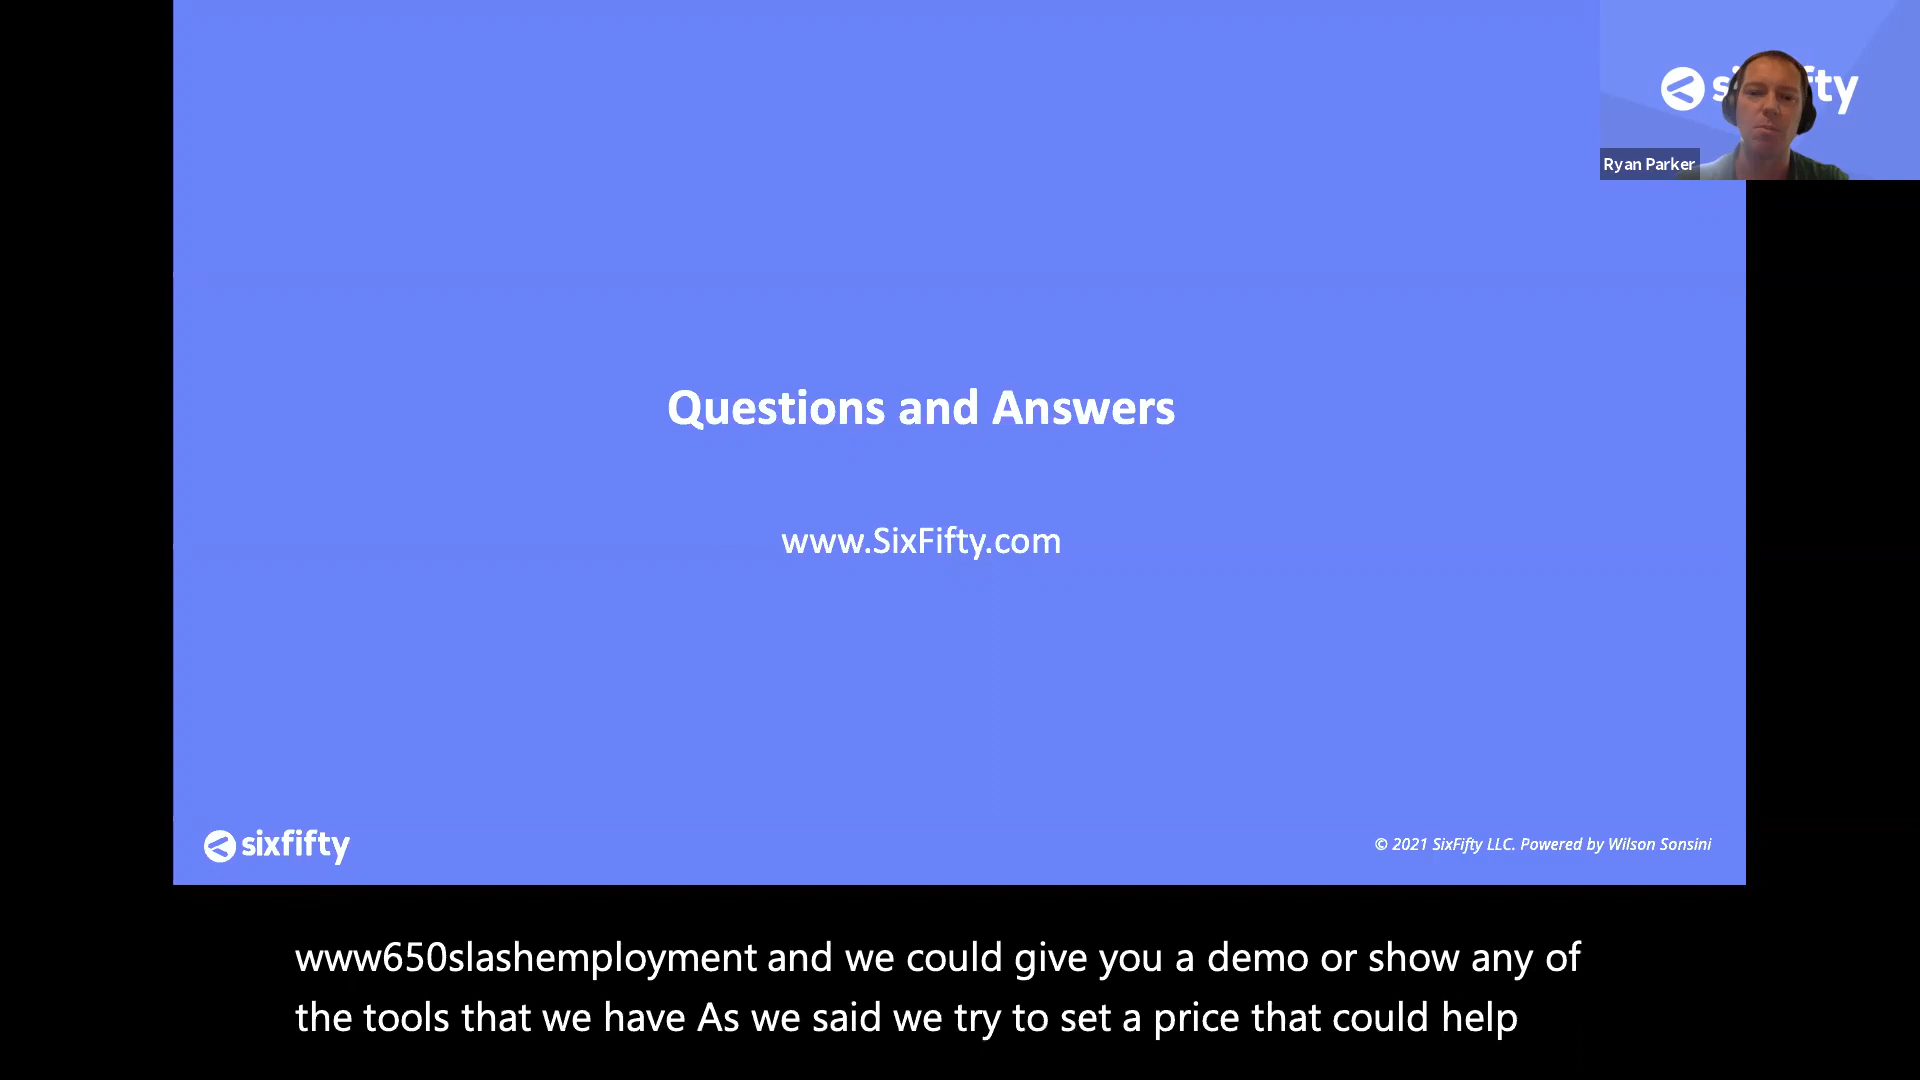 Ryan Parker
Questions and Answers
www.SixFifty.com
sixfifty
© 2021 SixFifty LLC. Powered by Wilson Sonsini
www650slashemployment and we could give you a demo or show any of
the tools that we have As we said we try to set a price that could help